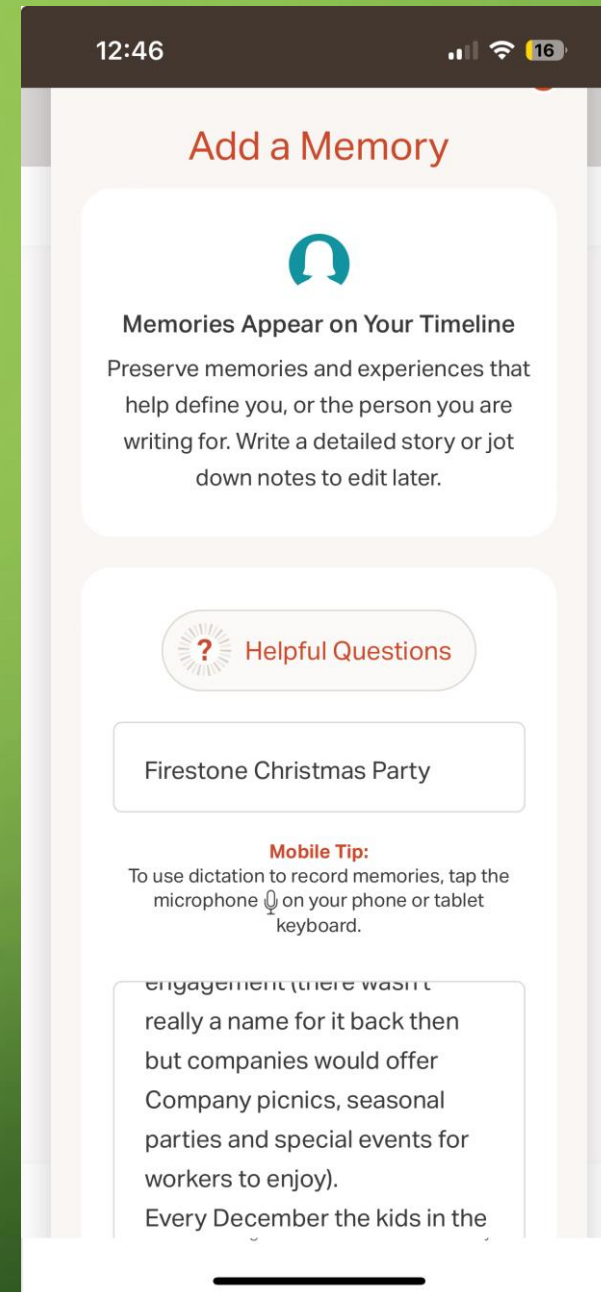 12:46
16
Add a Memory
Memories Appear on Your Timeline
Preserve memories and experiences that
help define you, or the person you are
writing for. Write a detailed story or jot
down notes to edit later.
? Helpful Questions
Firestone Christmas Party
Mobile Tip:
To use dictation to record memories, tap the
microphone on your phone or tablet
keyboard.
engagement (there wasn't
really a name for it back then
but companies would offer
Company picnics, seasonal
parties and special events for
workers to enjoy).
Every December the kids in the